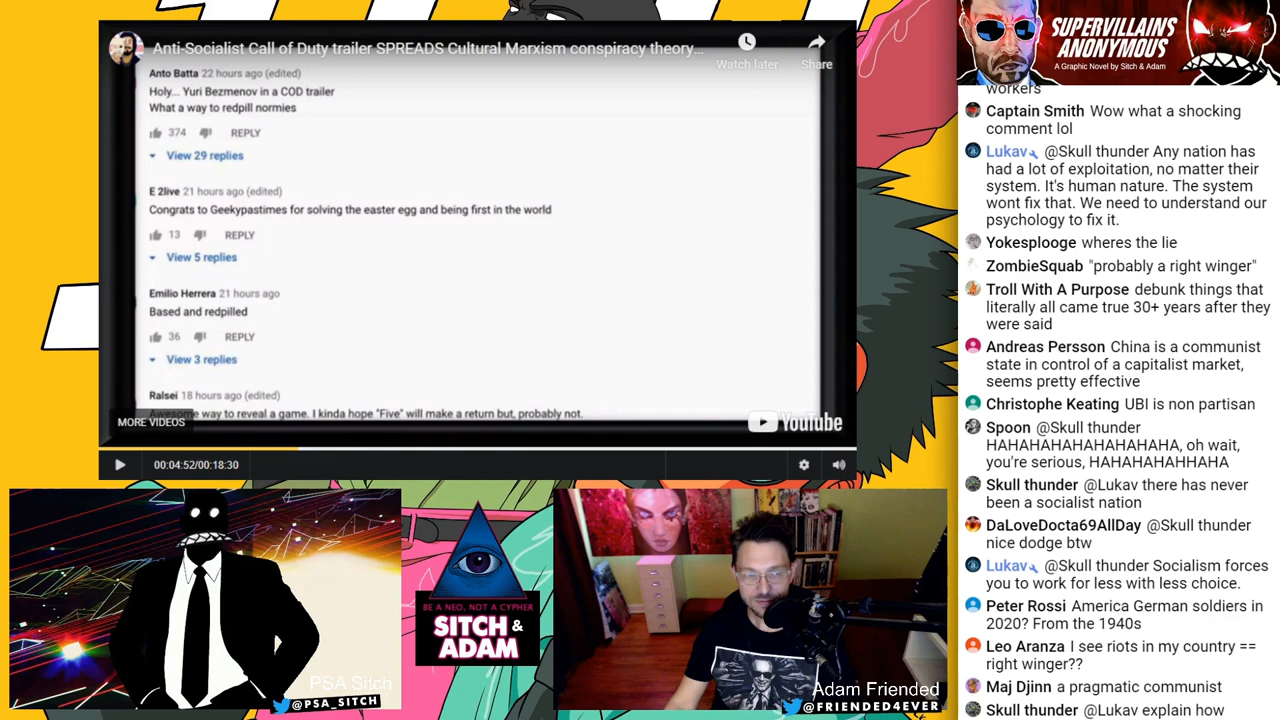 Anti-Socialist Call of Duty trailer SPREADS Cultural Marxism conspiracy theory...
Watch later
Share
Anto Batta 22 hours ago (edited)
Holy... Yuri Bezmenov in a COD trailer
What a way to redpill normies
374 REPLY
View 29 replies
E 2live 21 hours ago (edited)
Congrats to Geekypastimes for solving the easter egg and being first in the world
13 REPLY
View 5 replies
Emilio Herrera 21 hours ago
Based and redpilled
36 REPLY
View 3 replies
Ralsei 18 hours ago (edited)
Awesome way to reveal a game. I kinda hope "Five" will make a return but, probably not.
MORE VIDEOS
YouTube
00:04:52/00:18:30
PSA Sitch
@PSA_SITCH
BE A NEO, NOT A CYPHER
SITCH &
ADAM
Adam Friended
@FRIENDED4EVER
SUPERVILLAINS
ANONYMOUS
A Graphic Novel by Sitch & Adam
workers
Captain Smith Wow what a shocking
comment lol
Lukav @Skull thunder Any nation has
had a lot of exploitation, no matter their
system. It's human nature. The system
wont fix that. We need to understand our
psychology to fix it.
Yokesplooge wheres the lie
ZombieSquab "probably a right winger"
Troll With A Purpose debunk things that
literally all came true 30+ years after they
were said
Andreas Persson China is a communist
state in control of a capitalist market,
seems pretty effective
Christophe Keating UBI is non partisan
Spoon @Skull thunder
HAHAHAHAHAHAHAHA, oh wait,
you're serious, HAHAHAHAHHAHA
Skull thunder @Lukav there has never
been a socialist nation
DaLoveDocta69AllDay @Skull thunder
nice dodge btw
Lukav @Skull thunder Socialism forces
you to work for less with less choice.
Peter Rossi America German soldiers in
2020? From the 1940s
Leo Aranza I see riots in my country ==
right winger??
Maj Djinn a pragmatic communist
Skull thunder @Lukav explain how